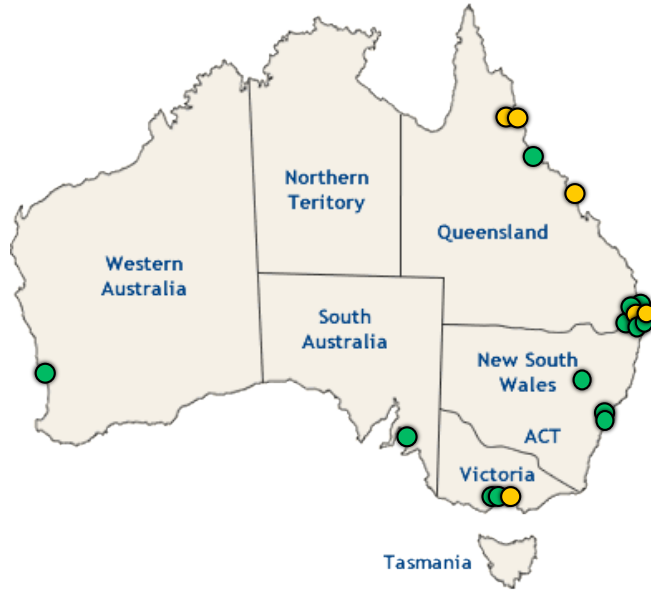 Northern
Teritory
Queensland
Western
Australia
South
Australia
New South
Wales
ACT
Victoria
Tasmania